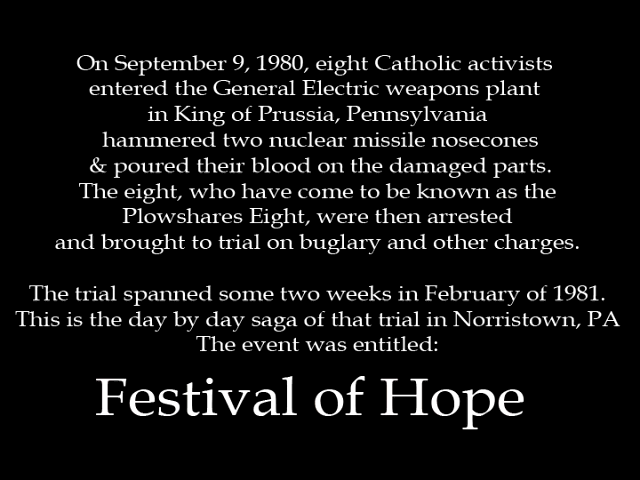 On September 9, 1980, eight Catholic activists
entered the General Electric weapons plant
in King of Prussia, Pennsylvania
hammered two nuclear missile nosecones
& poured their blood on the damaged parts.
The eight, who have come to be known as the
Plowshares Eight, were then arrested
and brought to trial on buglary and other charges.
The trial spanned some two weeks in February of 1981.
This is the day by day saga of that trial in Norristown, PA
The event was entitled:
Festival of Hope